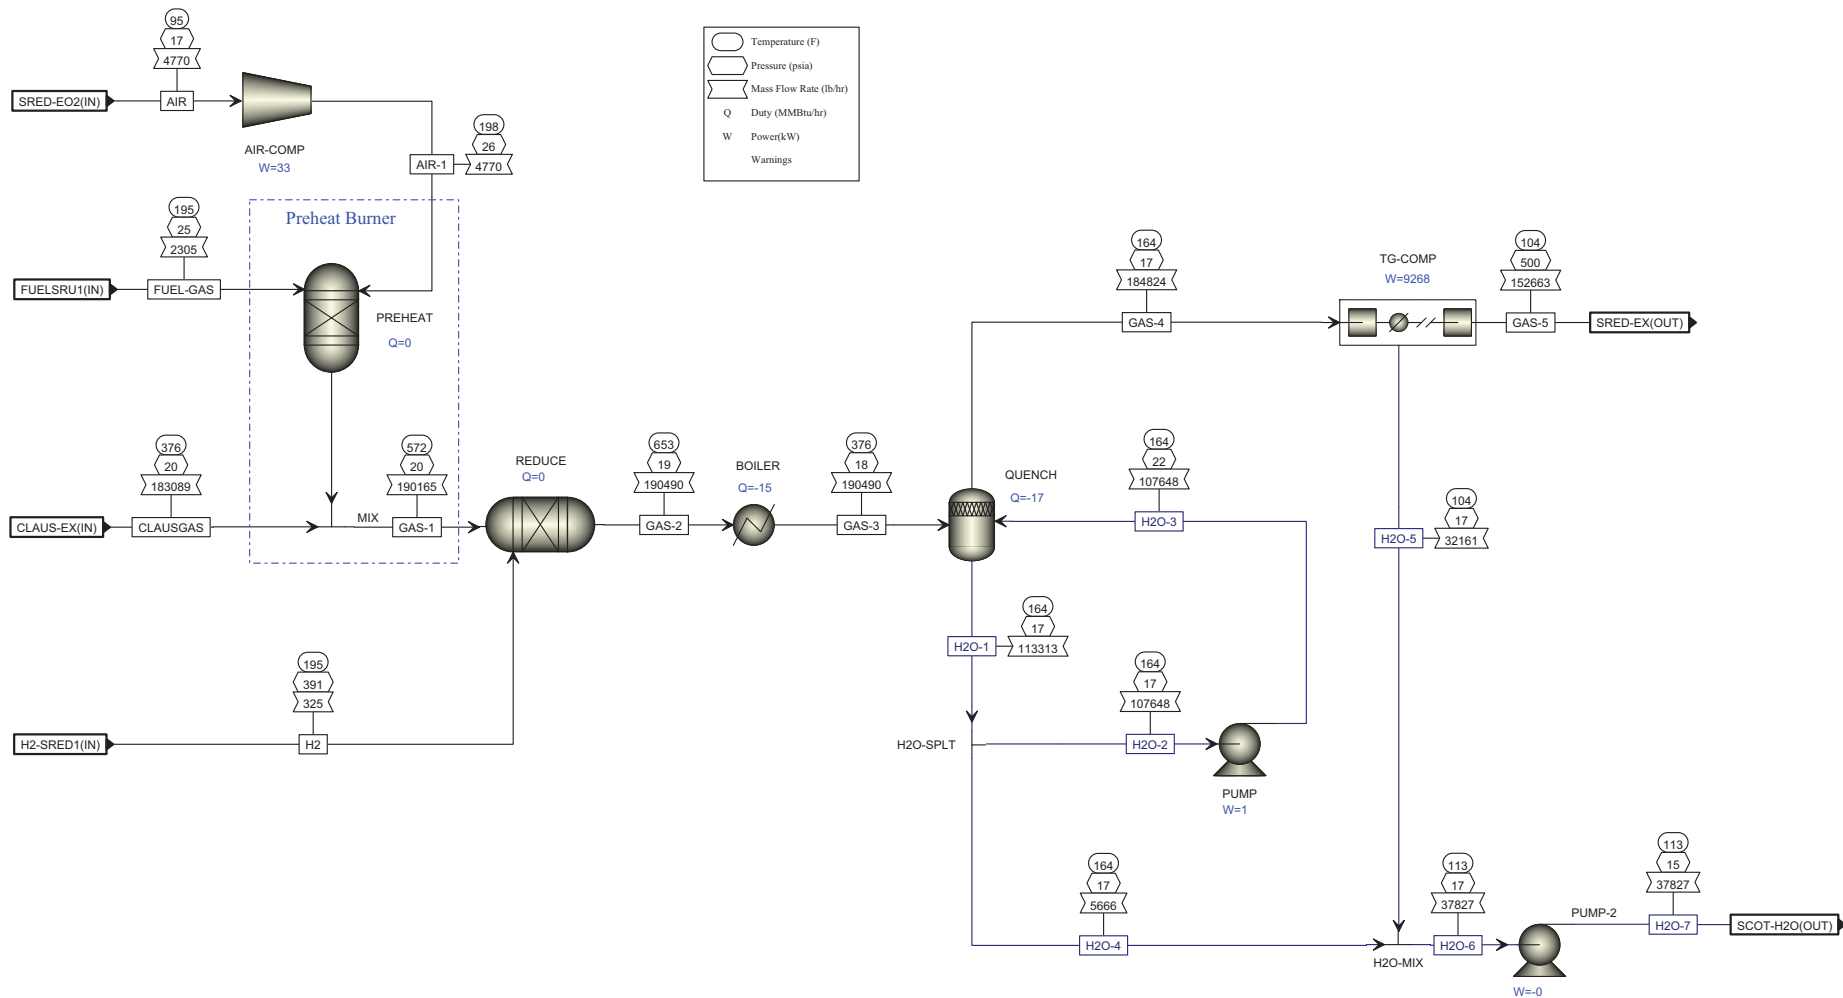 95
17
4770
SRED-EO2(IN)
AIR
AIR-COMP
W=33
198
26
4770
AIR-1
Temperature (F)
Pressure (psia)
Mass Flow Rate (lb/hr)
Q Duty (MMBtu/hr)
W Power(kW)
Warnings
Preheat Burner
195
25
2305
FUELSRU1(IN)
FUEL-GAS
PREHEAT
Q=0
164
17
184824
GAS-4
TG-COMP
W=9268
104
500
152663
GAS-5
SRED-EX(OUT)
376
20
183089
CLAUS-EX(IN)
CLAUSGAS
MIX
572
20
190165
GAS-1
REDUCE
Q=0
653
19
190490
GAS-2
BOILER
Q=-15
376
18
190490
GAS-3
QUENCH
Q=-17
164
22
107648
H2O-3
104
17
32161
H2O-5
164
17
113313
H2O-1
195
391
325
H2-SRED1(IN)
H2
H2O-SPLT
164
17
107648
H2O-2
PUMP
W=1
164
17
5666
H2O-4
H2O-MIX
113
17
37827
H2O-6
PUMP-2
W=-0
113
15
37827
H2O-7
SCOT-H2O(OUT)